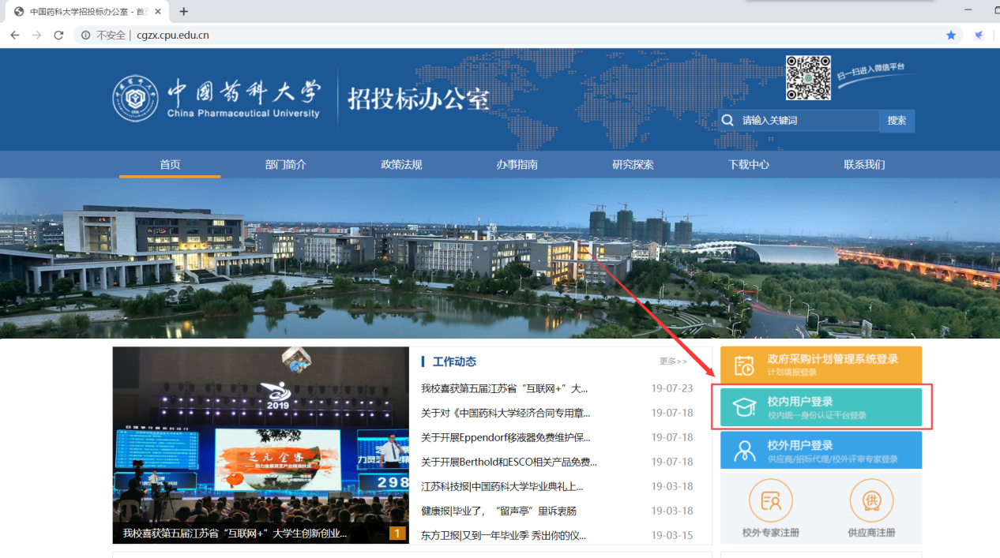 中国药科大学招投标办公室 - 首页
不安全 | cgzx.cpu.edu.cn
中國药科大学
China Pharmaceutical University
招投标办公室
扫一扫进入微信平台
请输入关键词
搜索
首页
部门简介
政策法规
办事指南
研究探索
下载中心
联系我们
2019
芝元全家
298
我校喜获第五届江苏省“互联网+”大学生创新创业...
1
工作动态
更多>>
我校喜获第五届江苏省“互联网+”大... 19-07-23
关于对《中国药科大学经济合同专用章... 19-07-18
关于开展Eppendorf移液器免费维护保... 19-07-18
关于开展Berthold和ESCO相关产品免费... 19-07-18
江苏科技报|中国药科大学毕业典礼上... 19-03-18
健康报|毕业了，“留声亭”里诉衷肠 19-03-18
东方卫报|又到一年毕业季 秀出你的仪... 19-03-15
政府采购计划管理系统登录
计划填报登录
校内用户登录
校内统一身份认证平台登录
校外用户登录
供应商/招标代理/校外评审专家登录
校外专家注册
供
供应商注册